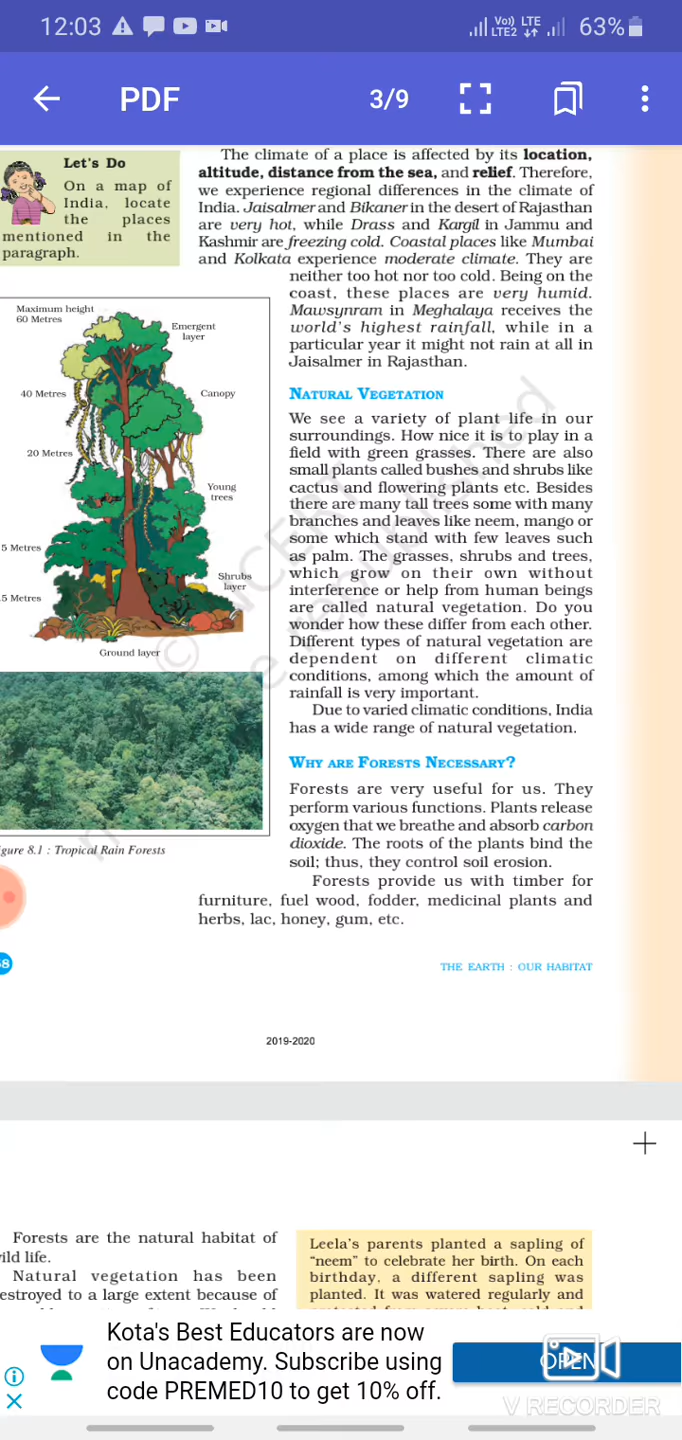 12:03
Vo) LTE
LTE2
63%
PDF
3/9
Let's Do
On a map of
India, locate
the places
mentioned in the
paragraph.
The climate of a place is affected by its location,
altitude, distance from the sea, and relief. Therefore,
we experience regional differences in the climate of
India. Jaisalmer and Bikaner in the desert of Rajasthan
are very hot, while Drass and Kargil in Jammu and
Kashmir are freezing cold. Coastal places like Mumbai
and Kolkata experience moderate climate. They are
neither too hot nor too cold. Being on the
coast, these places are very humid.
Mawsynram in Meghalaya receives the
world's highest rainfall, while in a
particular year it might not rain at all in
Jaisalmer in Rajasthan.
Maximum height
60 Metres
Emergent
layer
40 Metres
Canopy
20 Metres
Young
trees
5 Metres
Shrubs
layer
.5 Metres
Ground layer
gure 8.1 : Tropical Rain Forests
NATURAL VEGETATION
We see a variety of plant life in our
surroundings. How nice it is to play in a
field with green grasses. There are also
small plants called bushes and shrubs like
cactus and flowering plants etc. Besides
there are many tall trees some with many
branches and leaves like neem, mango or
some which stand with few leaves such
as palm. The grasses, shrubs and trees,
which grow on their own without
interference or help from human beings
are called natural vegetation. Do you
wonder how these differ from each other.
Different types of natural vegetation are
dependent on different climatic
conditions, among which the amount of
rainfall is very important.
Due to varied climatic conditions, India
has a wide range of natural vegetation.
WHY ARE FORESTS NECESSARY?
Forests are very useful for us. They
perform various functions. Plants release
oxygen that we breathe and absorb carbon
dioxide. The roots of the plants bind the
soil; thus, they control soil erosion.
Forests provide us with timber for
furniture, fuel wood, fodder, medicinal plants and
herbs, lac, honey, gum, etc.
8
THE EARTH : OUR HABITAT
2019-2020
Forests are the natural habitat of
ild life.
Natural vegetation has been
estroyed to a large extent because of
Leela's parents planted a sapling of
"neem" to celebrate her birth. On each
birthday, a different sapling was
planted. It was watered regularly and
Kota's Best Educators are now
on Unacademy. Subscribe using
code PREMED10 to get 10% off.
OPEN
V RECORDER